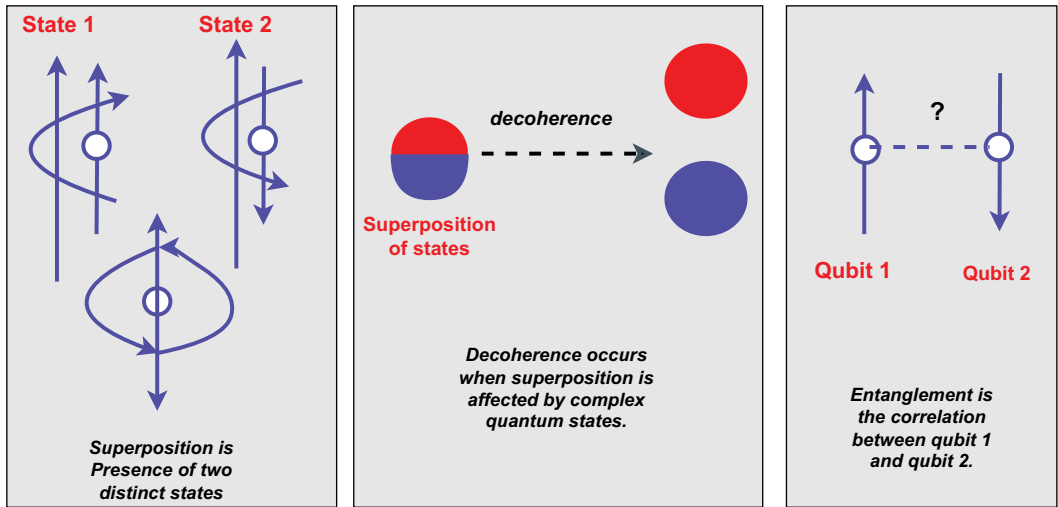 State 1
State 2
Superposition is
Presence of two
distinct states
decoherence
Superposition
of states
Decoherence occurs
when superposition is
affected by complex
quantum states.
?
Qubit 1
Qubit 2
Entanglement is
the correlation
between qubit 1
and qubit 2.